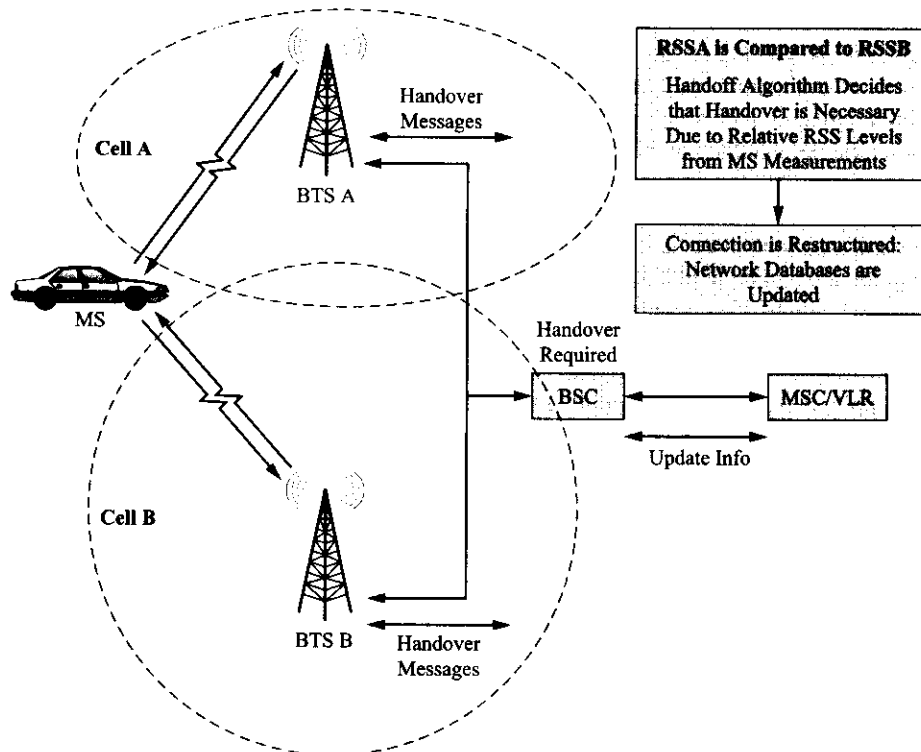 RSSA is Compared to RSSB
Handoff Algorithm Decides
that Handover is Necessary
Due to Relative RSS Levels
from MS Measurements
Handover
Messages
Cell A
BTS A
Connection is Restructured:
Network Databases are
Updated
MS
Handover
Required
BSC
MSC/VLR
Update Info
Cell B
BTS B
Handover
Messages